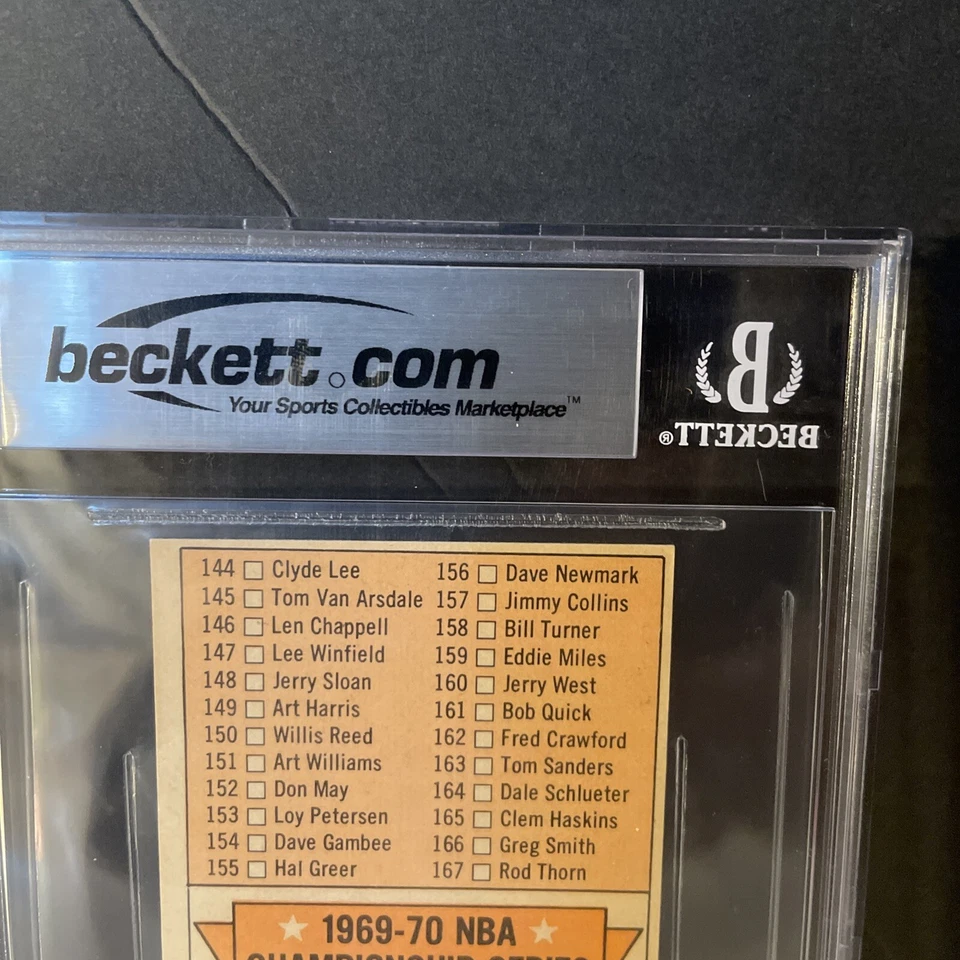 beckett.com
Your Sports Collectibles Marketplace™
B
BECKETT®
144 Clyde Lee
145 Tom Van Arsdale
146 Len Chappell
147 Lee Winfield
148 Jerry Sloan
149 Art Harris
150 Willis Reed
151 Art Williams
152 Don May
153 Loy Petersen
154 Dave Gambee
155 Hal Greer
156 Dave Newmark
157 Jimmy Collins
158 Bill Turner
159 Eddie Miles
160 Jerry West
161 Bob Quick
162 Fred Crawford
163 Tom Sanders
164 Dale Schlueter
165 Clem Haskins
166 Greg Smith
167 Rod Thorn
1969-70 NBA
CHAMPIONSHIP SERIES